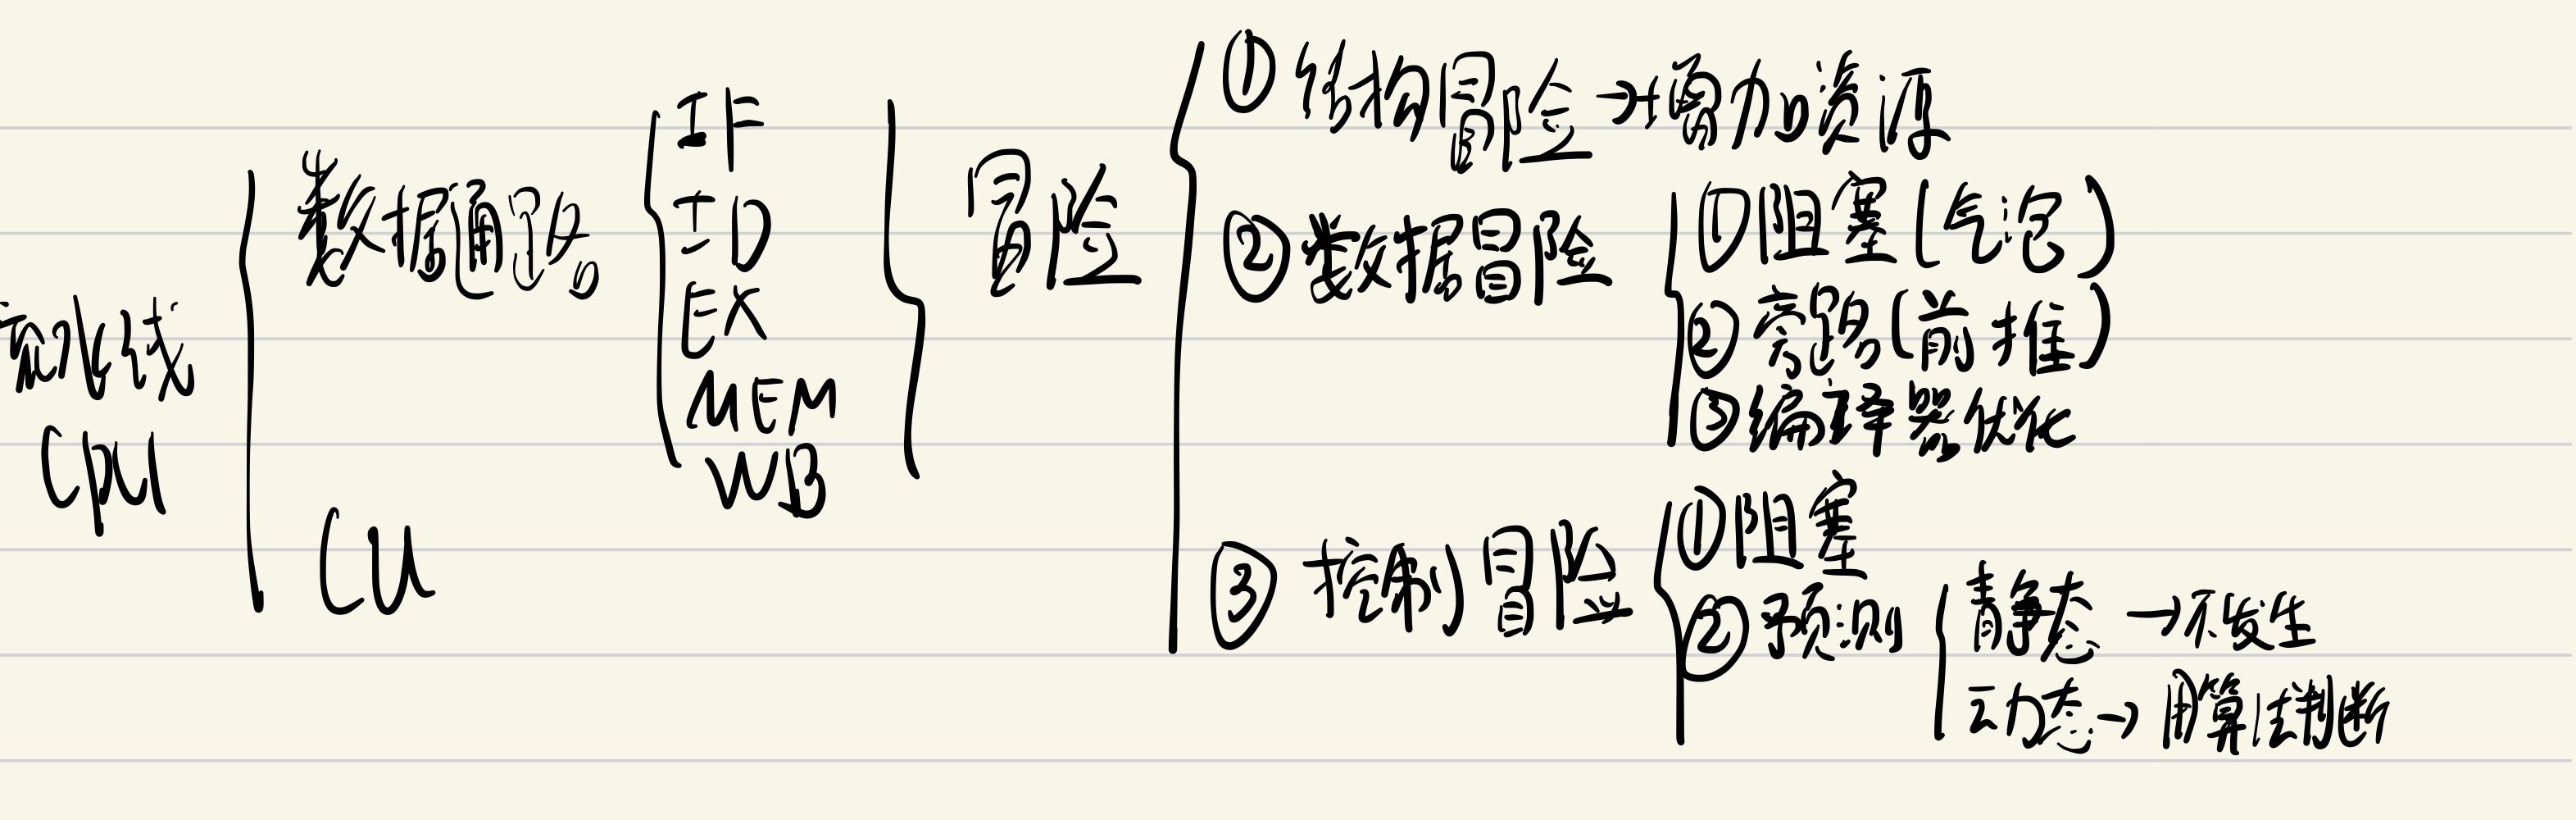 流水线
CPU
数据通路
CU
IF
ID
EX
MEM
WB
冒险
① 结构冒险→增加资源
② 数据冒险
① 阻塞(气泡)
② 旁路(前推)
③ 编译器优化
③ 控制冒险
① 阻塞
② 预测
静态→不发生
动态→用算法判断